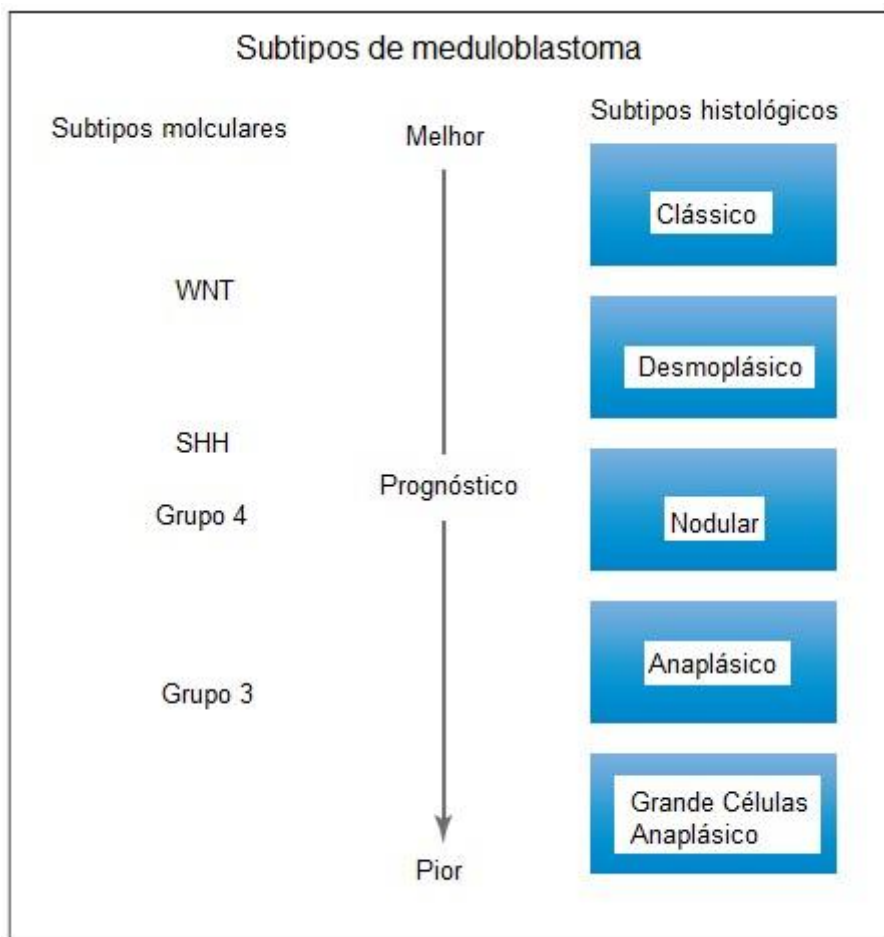 Subtipos de meduloblastoma
Subtipos molculares
Melhor
Subtipos histológicos
Clássico
WNT
Desmoplásico
SHH
Prognóstico
Grupo 4
Nodular
Anaplásico
Grupo 3
Grande Células
Anaplásico
Pior